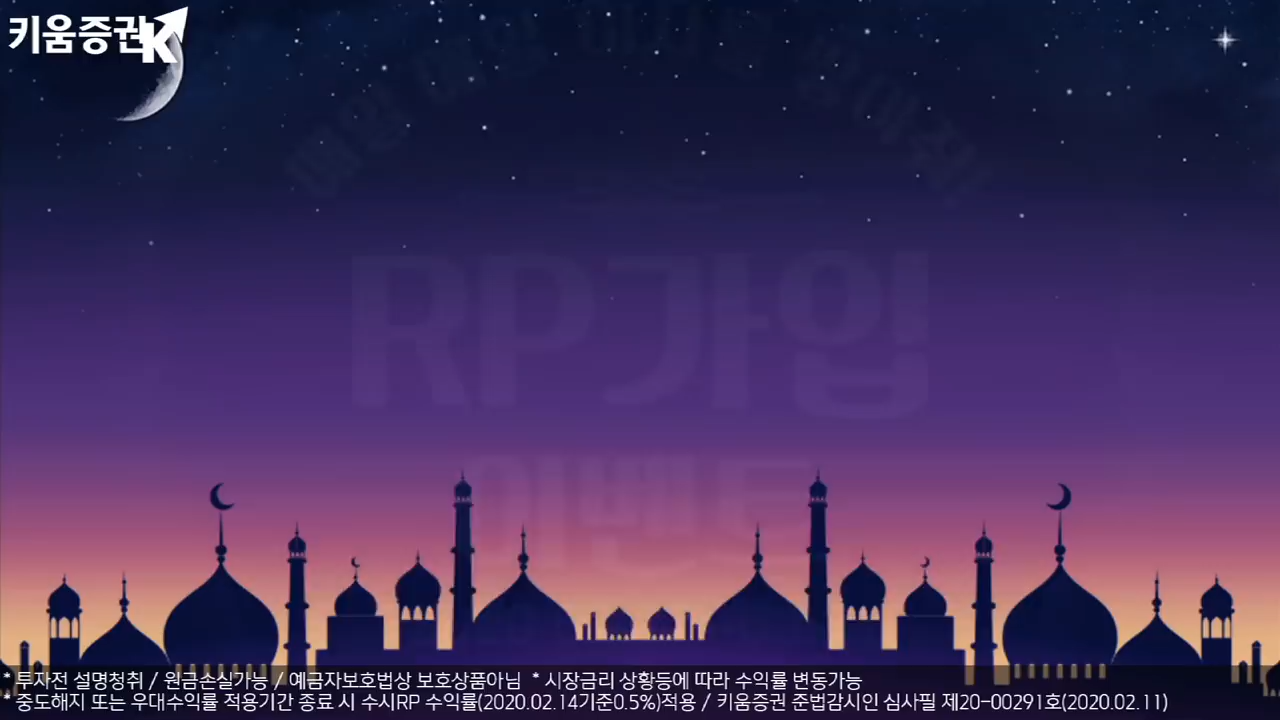 키움증권
RP가입
이벤트
* 투자전 설명청취 / 원금손실가능 / 예금자보호법상 보호상품아님 * 시장금리 상황등에 따라 수익률 변동가능
* 중도해지 또는 우대수익률 적용기간 종료 시 수시RP 수익률(2020.02.14기준0.5%)적용 / 키움증권 준법감시인 심사필 제20-00291호(2020.02.11)